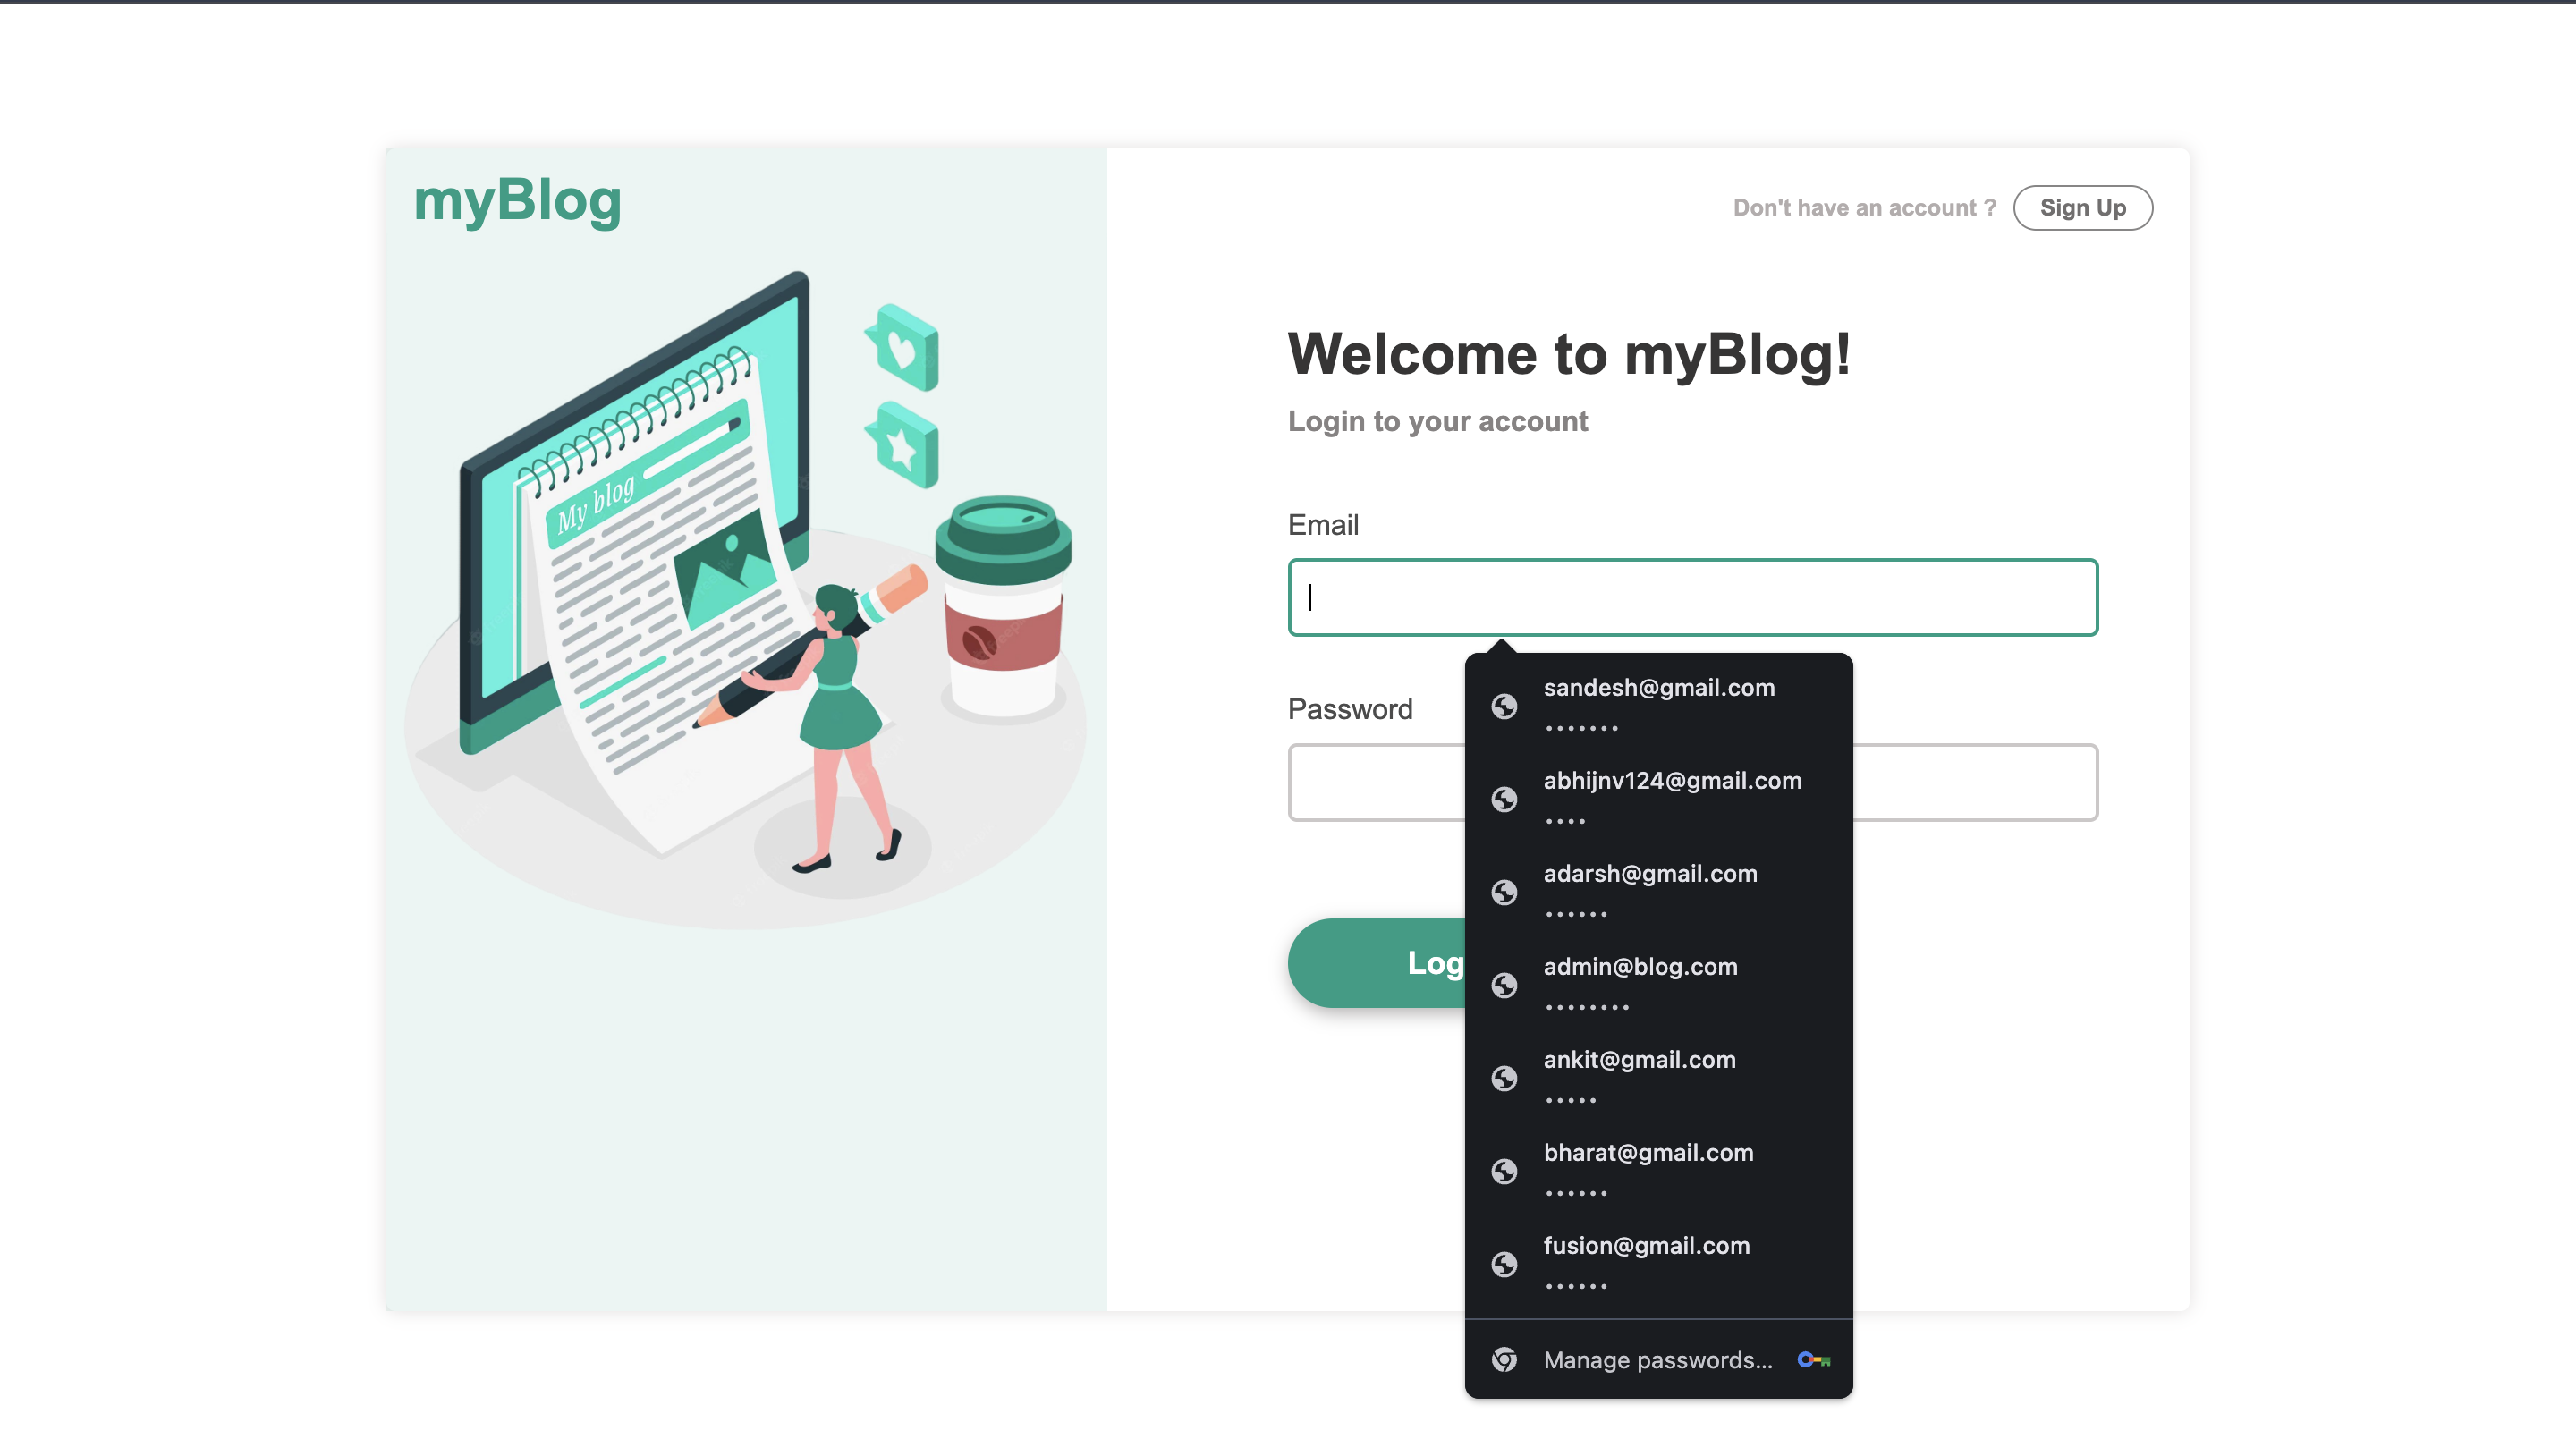 myBlog
My blog
Don't have an account ? Sign Up
Welcome to myBlog!
Login to your account
Email
Password
Log
sandesh@gmail.com
•••••••
abhijnv124@gmail.com
••••
adarsh@gmail.com
••••••
admin@blog.com
••••••••
ankit@gmail.com
•••••
bharat@gmail.com
••••••
fusion@gmail.com
••••••
Manage passwords...